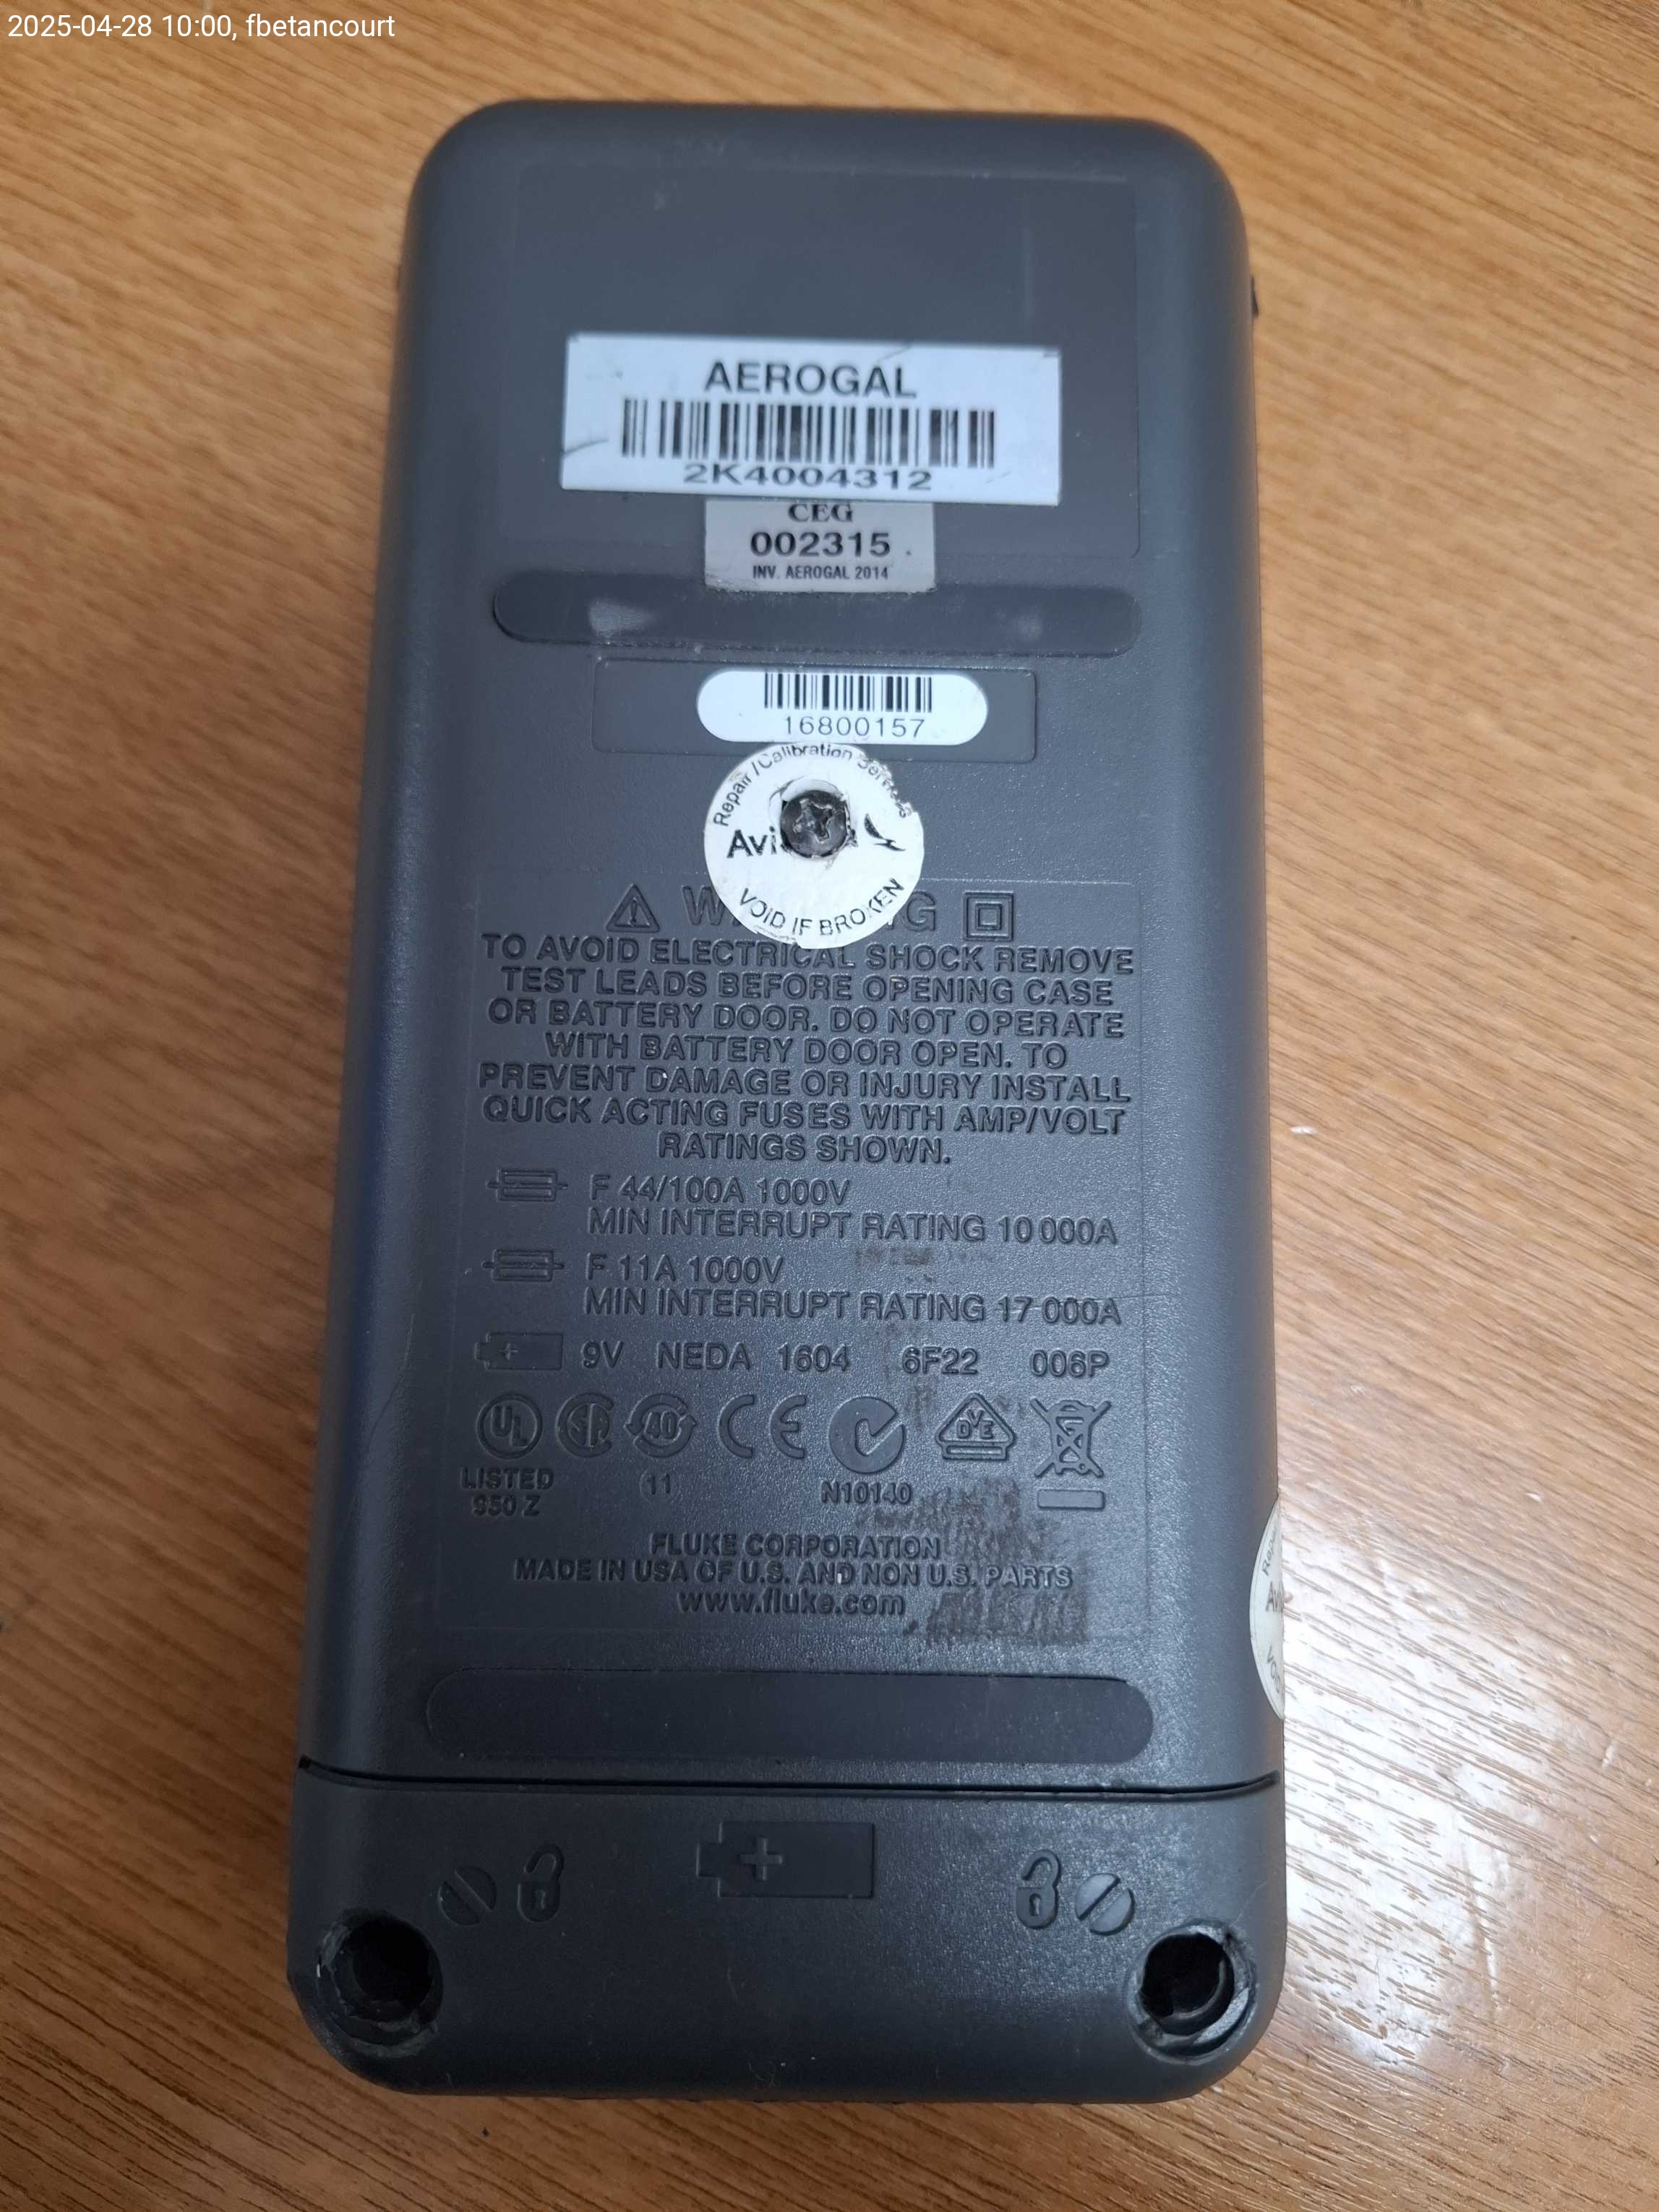 2025-04-28 10:00, fbetancourt
AEROGAL
2K4004312
CEG
002315
INV. AEROGAL 2014
16800157
Repair / Calibration
VOID IF BROKEN
TO AVOID ELECTRICAL SHOCK REMOVE
TEST LEADS BEFORE OPENING CASE
OR BATTERY DOOR. DO NOT OPERATE
WITH BATTERY DOOR OPEN. TO
PREVENT DAMAGE OR INJURY INSTALL
QUICK ACTING FUSES WITH AMP/VOLT
RATINGS SHOWN.
F 44/100A 1000V
MIN INTERRUPT RATING 10 000A
F 11A 1000V
MIN INTERRUPT RATING 17 000A
+ 9V NEDA 1604 6F22 006P
UL 40 CE DVE
LISTED 11 N10140
950 Z
FLUKE CORPORATION
MADE IN USA OF U.S. AND NON U.S. PARTS
www.fluke.com
+